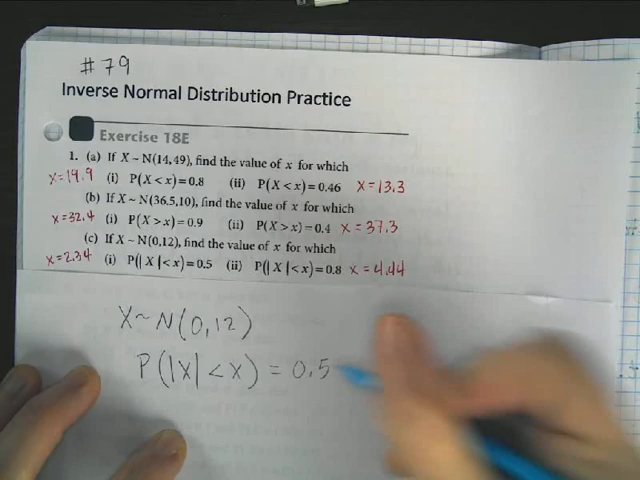 #79
Inverse Normal Distribution Practice
Exercise 18E
1. (a) If X ~ N(14, 49), find the value of x for which
x=19.9 (i) P(X < x) = 0.8 (ii) P(X < x) = 0.46 x=13.3
(b) If X ~ N(36.5, 10), find the value of x for which
x=32.4 (i) P(X > x) = 0.9 (ii) P(X > x) = 0.4 x=37.3
(c) If X ~ N(0, 12), find the value of x for which
x=2.34 (i) P(| X | < x) = 0.5 (ii) P(| X | < x) = 0.8 x=4.44
X ~ N(0,12)
P(|X| < x) = 0.5